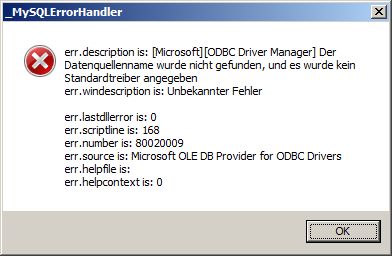 _MySQLErrorHandler
err.description is: [Microsoft][ODBC Driver Manager] Der
Datenquellenname wurde nicht gefunden, und es wurde kein
Standardtreiber angegeben
err.windescription is: Unbekannter Fehler
err.lastdllerror is: 0
err.scriptline is: 168
err.number is: 80020009
err.source is: Microsoft OLE DB Provider for ODBC Drivers
err.helpfile is:
err.helpcontext is: 0
OK